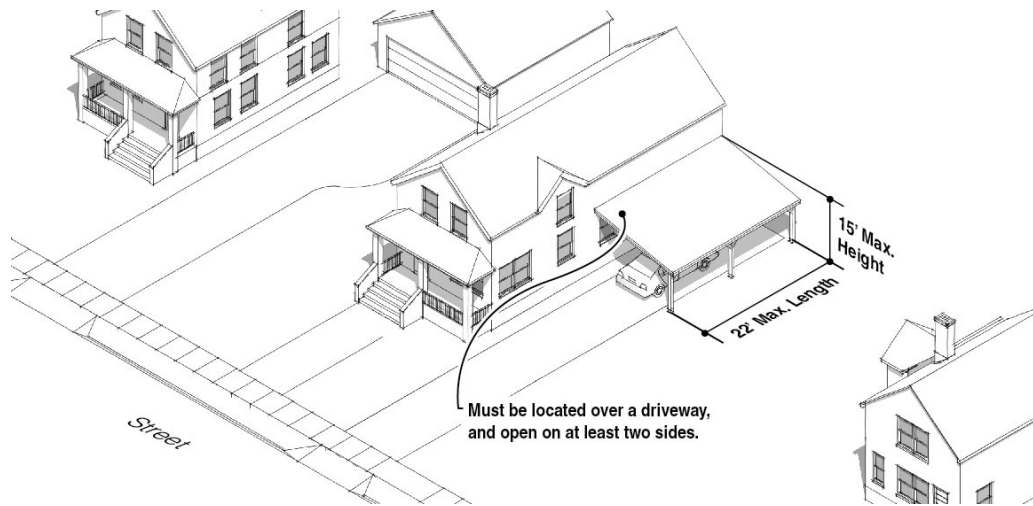 15' Max.
Height
22' Max. Length
Must be located over a driveway,
and open on at least two sides.
Street